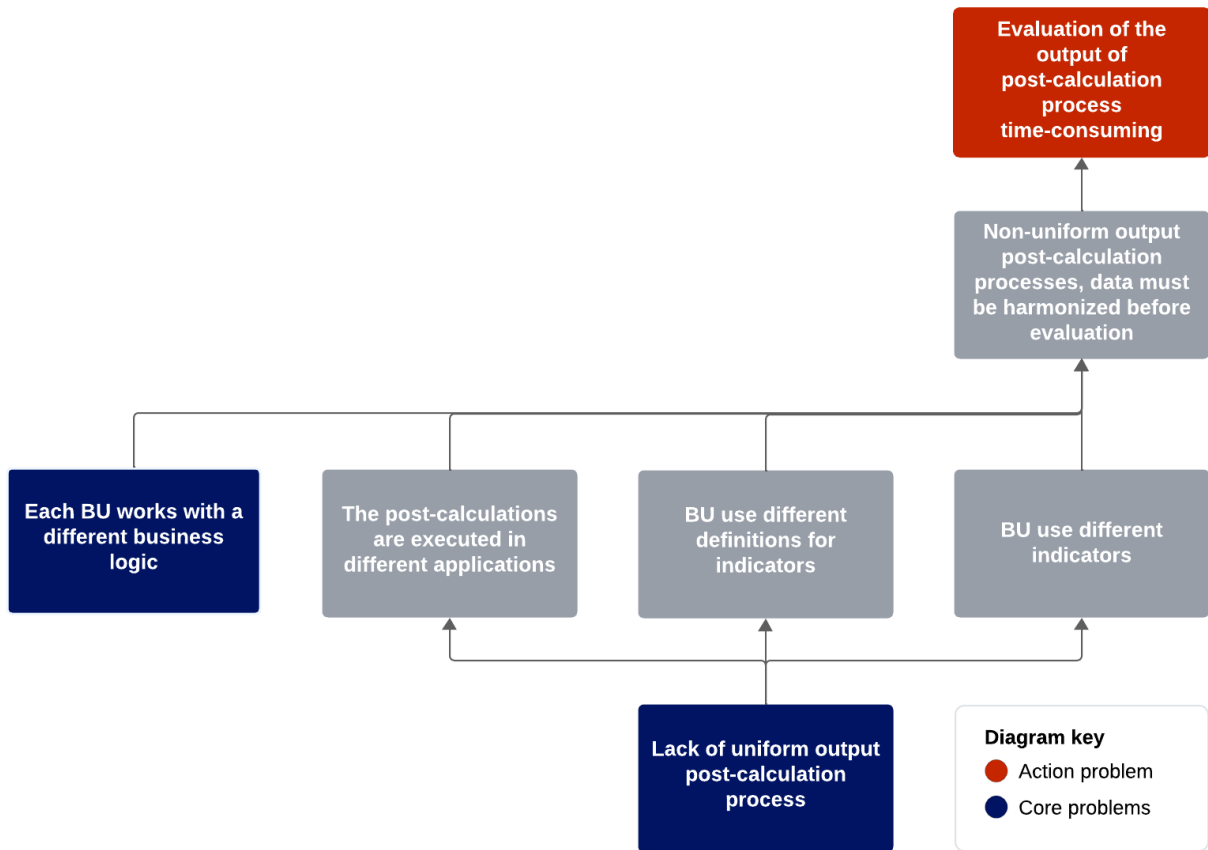 Evaluation of the
output of
post-calculation
process
time-consuming
Non-uniform output
post-calculation
processes, data must
be harmonized before
evaluation
Each BU works with a
different business
logic
The post-calculations
are executed in
different applications
BU use different
definitions for
indicators
BU use different
indicators
Lack of uniform output
post-calculation
process
Diagram key
Action problem
Core problems